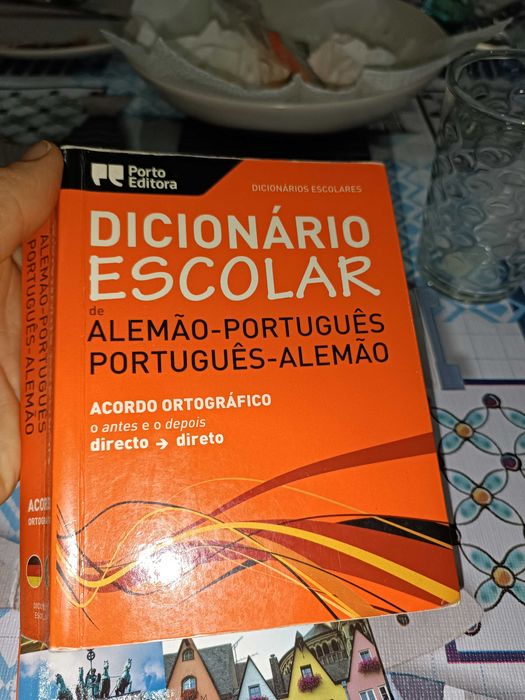 Porto
Editora
DICIONÁRIOS ESCOLARES
DICIONÁRIO
ESCOLAR
de
ALEMÃO-PORTUGUÊS
PORTUGUÊS-ALEMÃO
ACORDO ORTOGRÁFICO
o antes e o depois
directo → direto
ALEMÃO-PORTUGUÊS
PORTUGUÊS-ALEMÃO